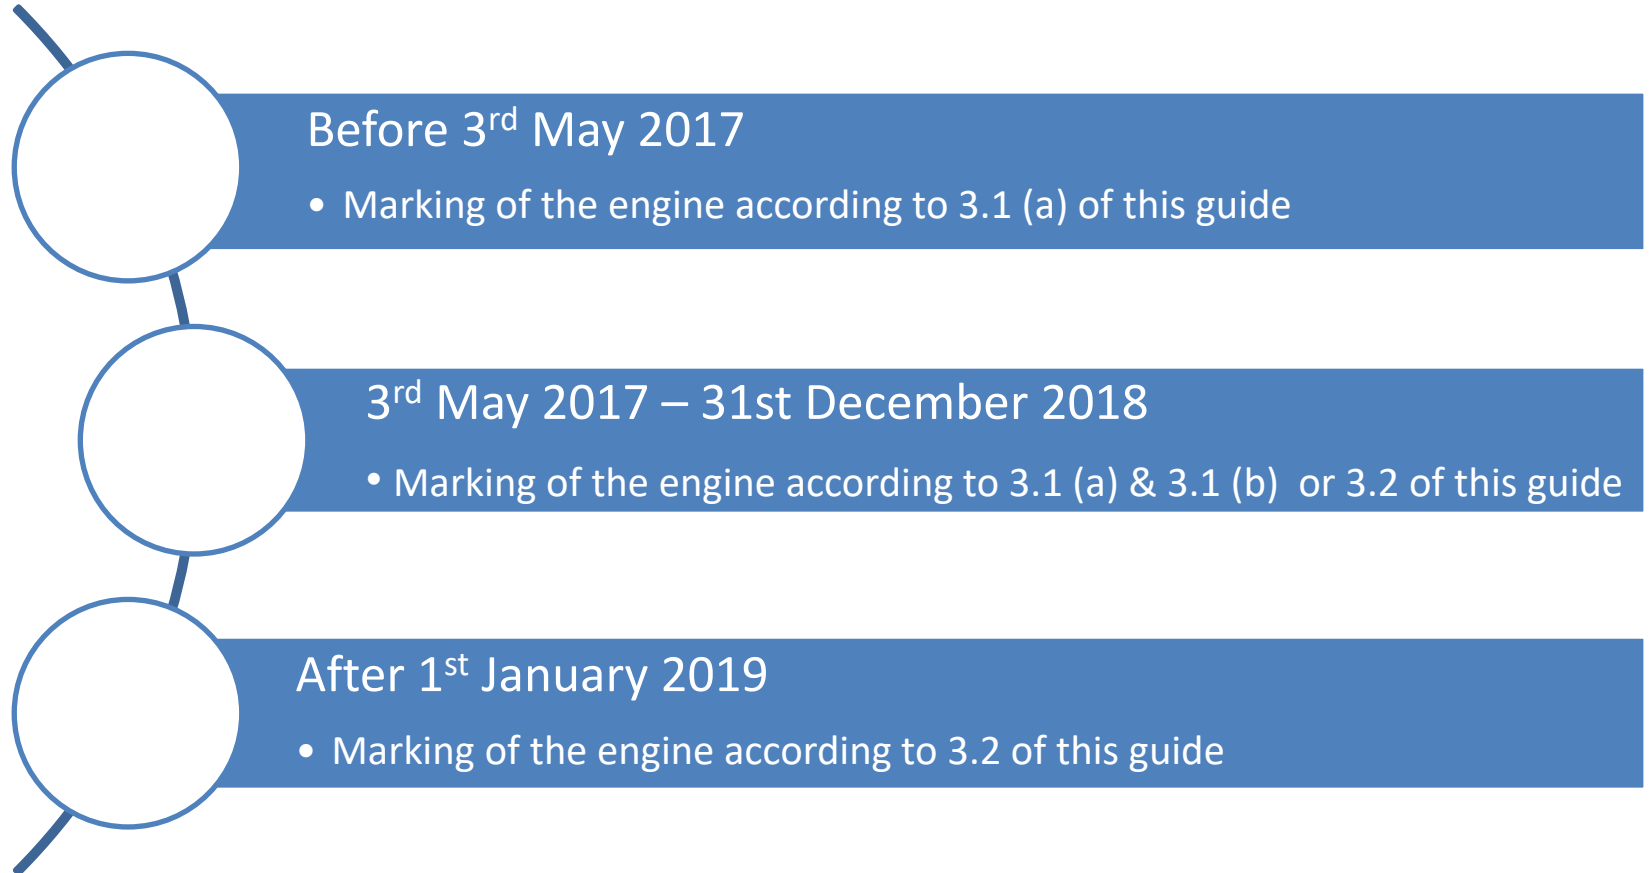 Before 3rd May 2017
• Marking of the engine according to 3.1 (a) of this guide
3rd May 2017 – 31st December 2018
• Marking of the engine according to 3.1 (a) & 3.1 (b)  or 3.2 of this guide
After 1st January 2019
• Marking of the engine according to 3.2 of this guide